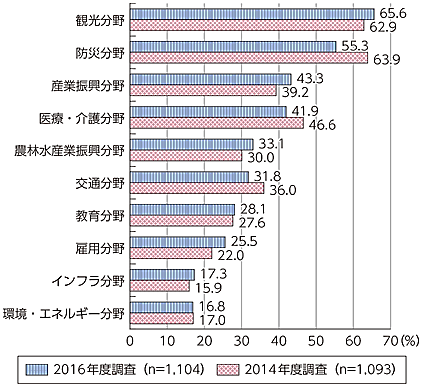 観光分野
65.6
62.9
防災分野
55.3
63.9
産業振興分野
43.3
39.2
医療・介護分野
41.9
46.6
農林水産業振興分野
33.1
30.0
交通分野
31.8
36.0
教育分野
28.1
27.6
雇用分野
25.5
22.0
インフラ分野
17.3
15.9
環境・エネルギー分野
16.8
17.0
0 10 20 30 40 50 60 70(%)
2016年度調査（n=1,104） 2014年度調査（n=1,093）